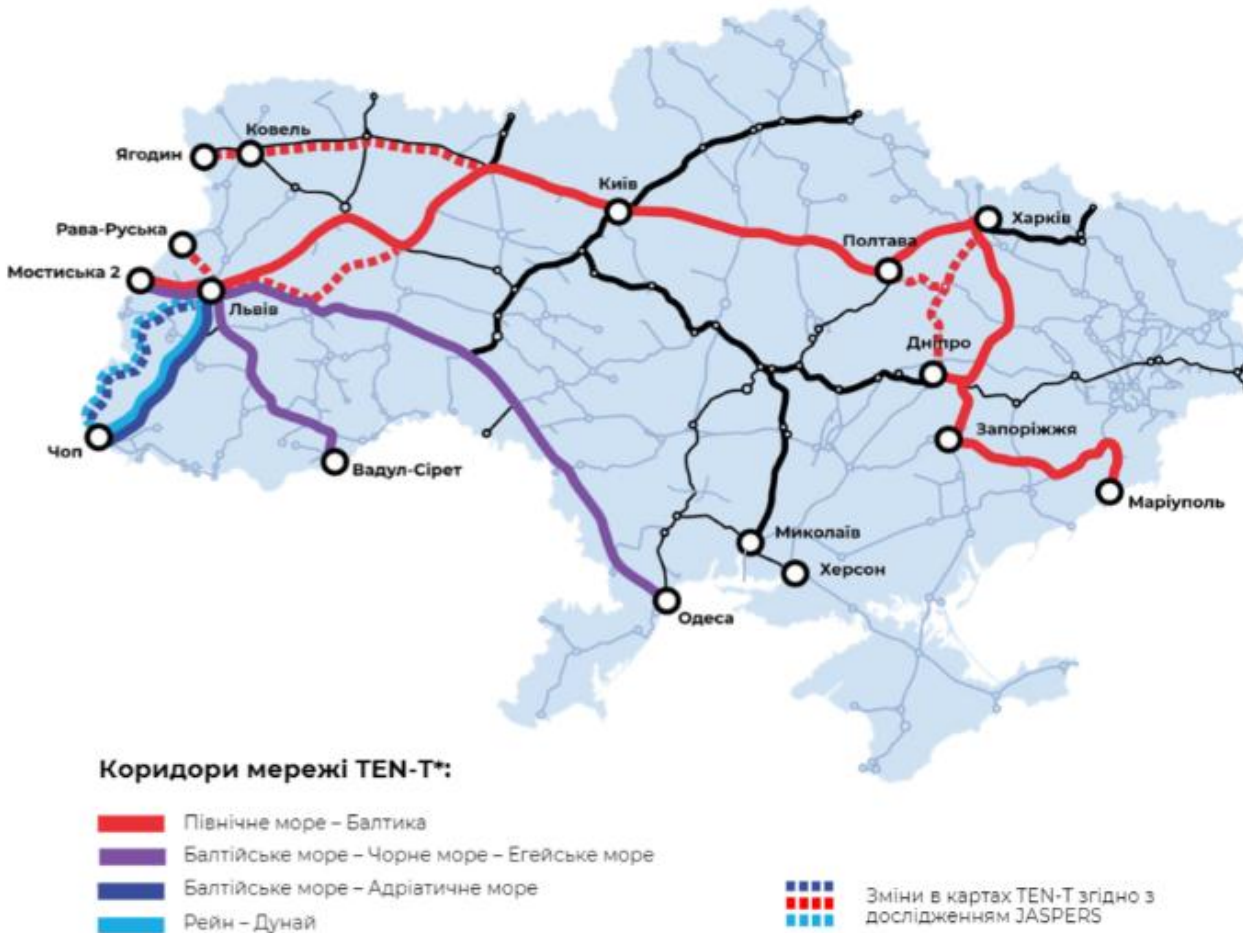 Ковель
Ягодин
Київ
Харків
Рава-Руська
Полтава
Мостиська 2
Львів
Дніпро
Запоріжжя
Чоп
Вадул-Сірет
Маріуполь
Миколаїв
Херсон
Одеса
Коридори мережі TEN-T*:
Північне море – Балтика
Балтійське море – Чорне море – Егейське море
Балтійське море – Адріатичне море
Рейн – Дунай
Зміни в картах TEN-T згідно з
дослідженням JASPERS